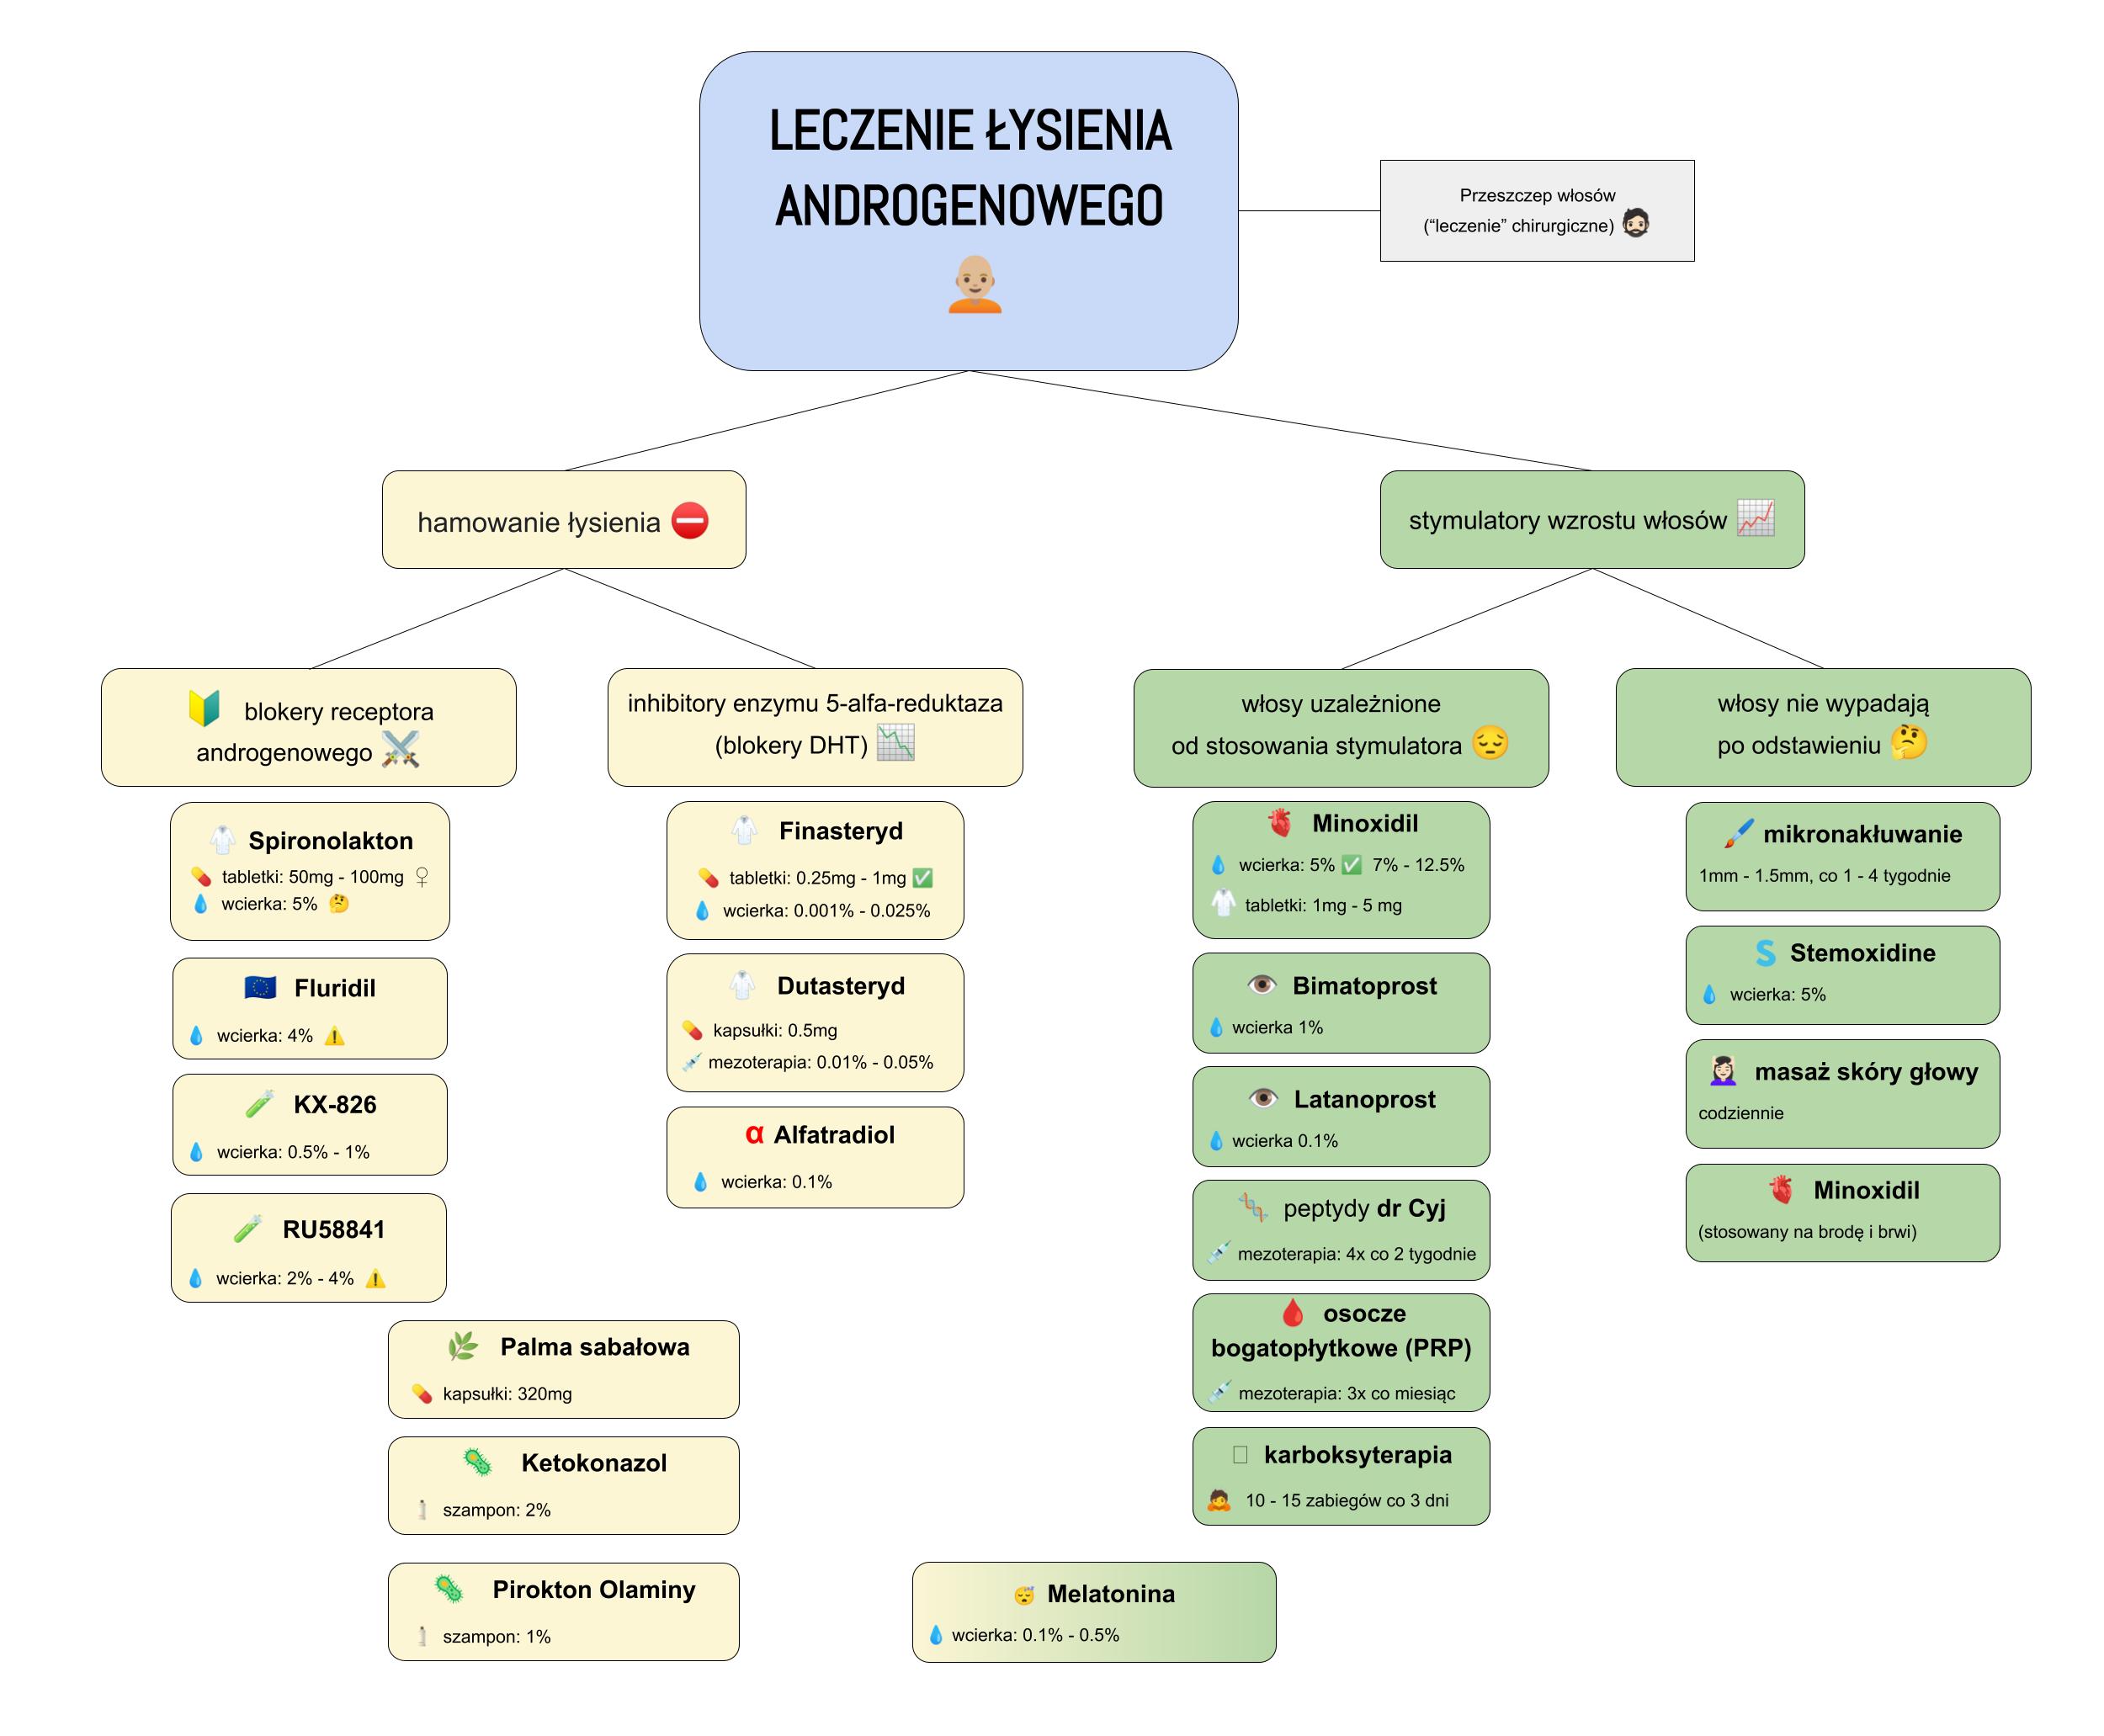 LECZENIE ŁYSIENIA
ANDROGENOWEGO
Przeszczep włosów
(“leczenie” chirurgiczne)
hamowanie łysienia
stymulatory wzrostu włosów
blokery receptora
androgenowego
inhibitory enzymu 5-alfa-reduktaza
(blokery DHT)
włosy uzależnione
od stosowania stymulatora
włosy nie wypadają
po odstawieniu
Spironolakton
tabletki: 50mg - 100mg ♀
wcierka: 5%
Fluridil
wcierka: 4%
KX-826
wcierka: 0.5% - 1%
RU58841
wcierka: 2% - 4%
Finasteryd
tabletki: 0.25mg - 1mg
wcierka: 0.001% - 0.025%
Dutasteryd
kapsułki: 0.5mg
mezoterapia: 0.01% - 0.05%
α Alfatradiol
wcierka: 0.1%
Palma sabałowa
kapsułki: 320mg
Ketokonazol
szampon: 2%
Pirokton Olaminy
szampon: 1%
Minoxidil
wcierka: 5% ✅ 7% - 12.5%
tabletki: 1mg - 5 mg
Bimatoprost
wcierka 1%
Latanoprost
wcierka 0.1%
peptydy dr Cyj
mezoterapia: 4x co 2 tygodnie
osocze
bogatopłytkowe (PRP)
mezoterapia: 3x co miesiąc
karboksyterapia
10 - 15 zabiegów co 3 dni
mikronakłuwanie
1mm - 1.5mm, co 1 - 4 tygodnie
S Stemoxidine
wcierka: 5%
masaż skóry głowy
codziennie
Minoxidil
(stosowany na brodę i brwi)
Melatonina
wcierka: 0.1% - 0.5%